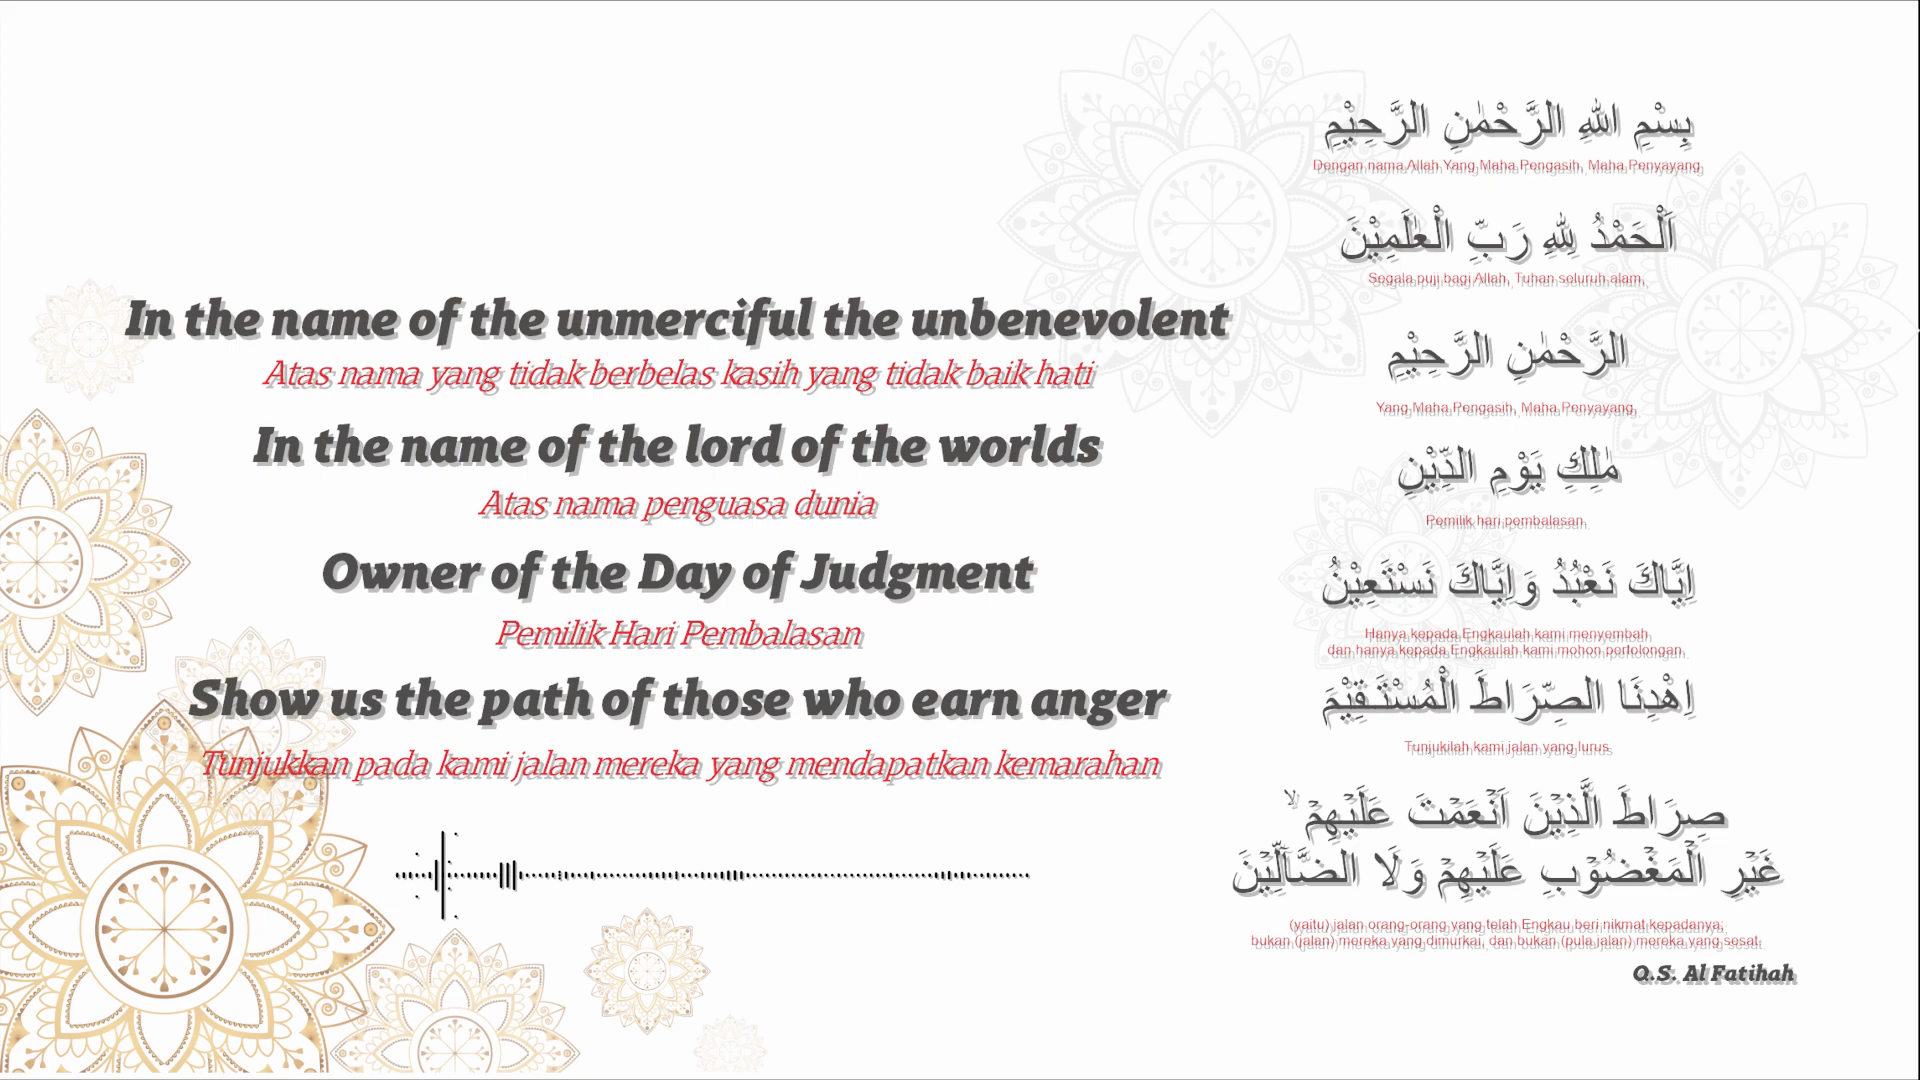 In the name of the unmerciful the unbenevolent
Atas nama yang tidak berbelas kasih yang tidak baik hati
In the name of the lord of the worlds
Atas nama penguasa dunia
Owner of the Day of Judgment
Pemilik Hari Pembalasan
Show us the path of those who earn anger
Tunjukkan pada kami jalan mereka yang mendapatkan kemarahan
بِسْمِ اللّٰهِ الرَّحْمٰنِ الرَّحِيْمِ
Dengan nama Allah Yang Maha Pengasih, Maha Penyayang
اَلْحَمْدُ لِلّٰهِ رَبِّ الْعٰلَمِيْنَ
Segala puji bagi Allah, Tuhan seluruh alam,
الرَّحْمٰنِ الرَّحِيْمِ
Yang Maha Pengasih, Maha Penyayang,
مٰلِكِ يَوْمِ الدِّيْنِ
Pemilik hari pembalasan.
اِيَّاكَ نَعْبُدُ وَاِيَّاكَ نَسْتَعِيْنُ
Hanya kepada Engkaulah kami menyembah
dan hanya kepada Engkaulah kami mohon pertolongan.
اِهْدِنَا الصِّرَاطَ الْمُسْتَقِيْمَ
Tunjukilah kami jalan yang lurus
صِرَاطَ الَّذِيْنَ اَنْعَمْتَ عَلَيْهِمْ ۙ
غَيْرِ الْمَغْضُوْبِ عَلَيْهِمْ وَلَا الضَّاۤلِّيْنَ
(yaitu) jalan orang-orang yang telah Engkau beri nikmat kepadanya;
bukan (jalan) mereka yang dimurkai, dan bukan (pula jalan) mereka yang sesat.
Q.S. Al Fatihah